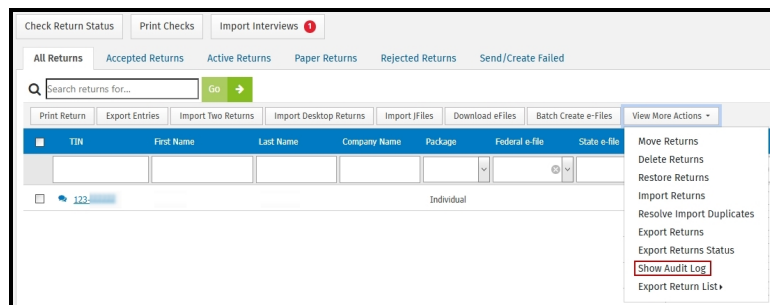 Check Return Status Print Checks Import Interviews 1
All Returns Accepted Returns Active Returns Paper Returns Rejected Returns Send/Create Failed
Search returns for... Go
Print Return Export Entries Import Two Returns Import Desktop Returns Import JFiles Download eFiles Batch Create e-Files View More Actions
TIN First Name Last Name Company Name Package Federal e-file State e-file
Move Returns
Delete Returns
Restore Returns
Import Returns
Resolve Import Duplicates
Export Returns
Export Returns Status
Show Audit Log
Export Return List
123- Individual